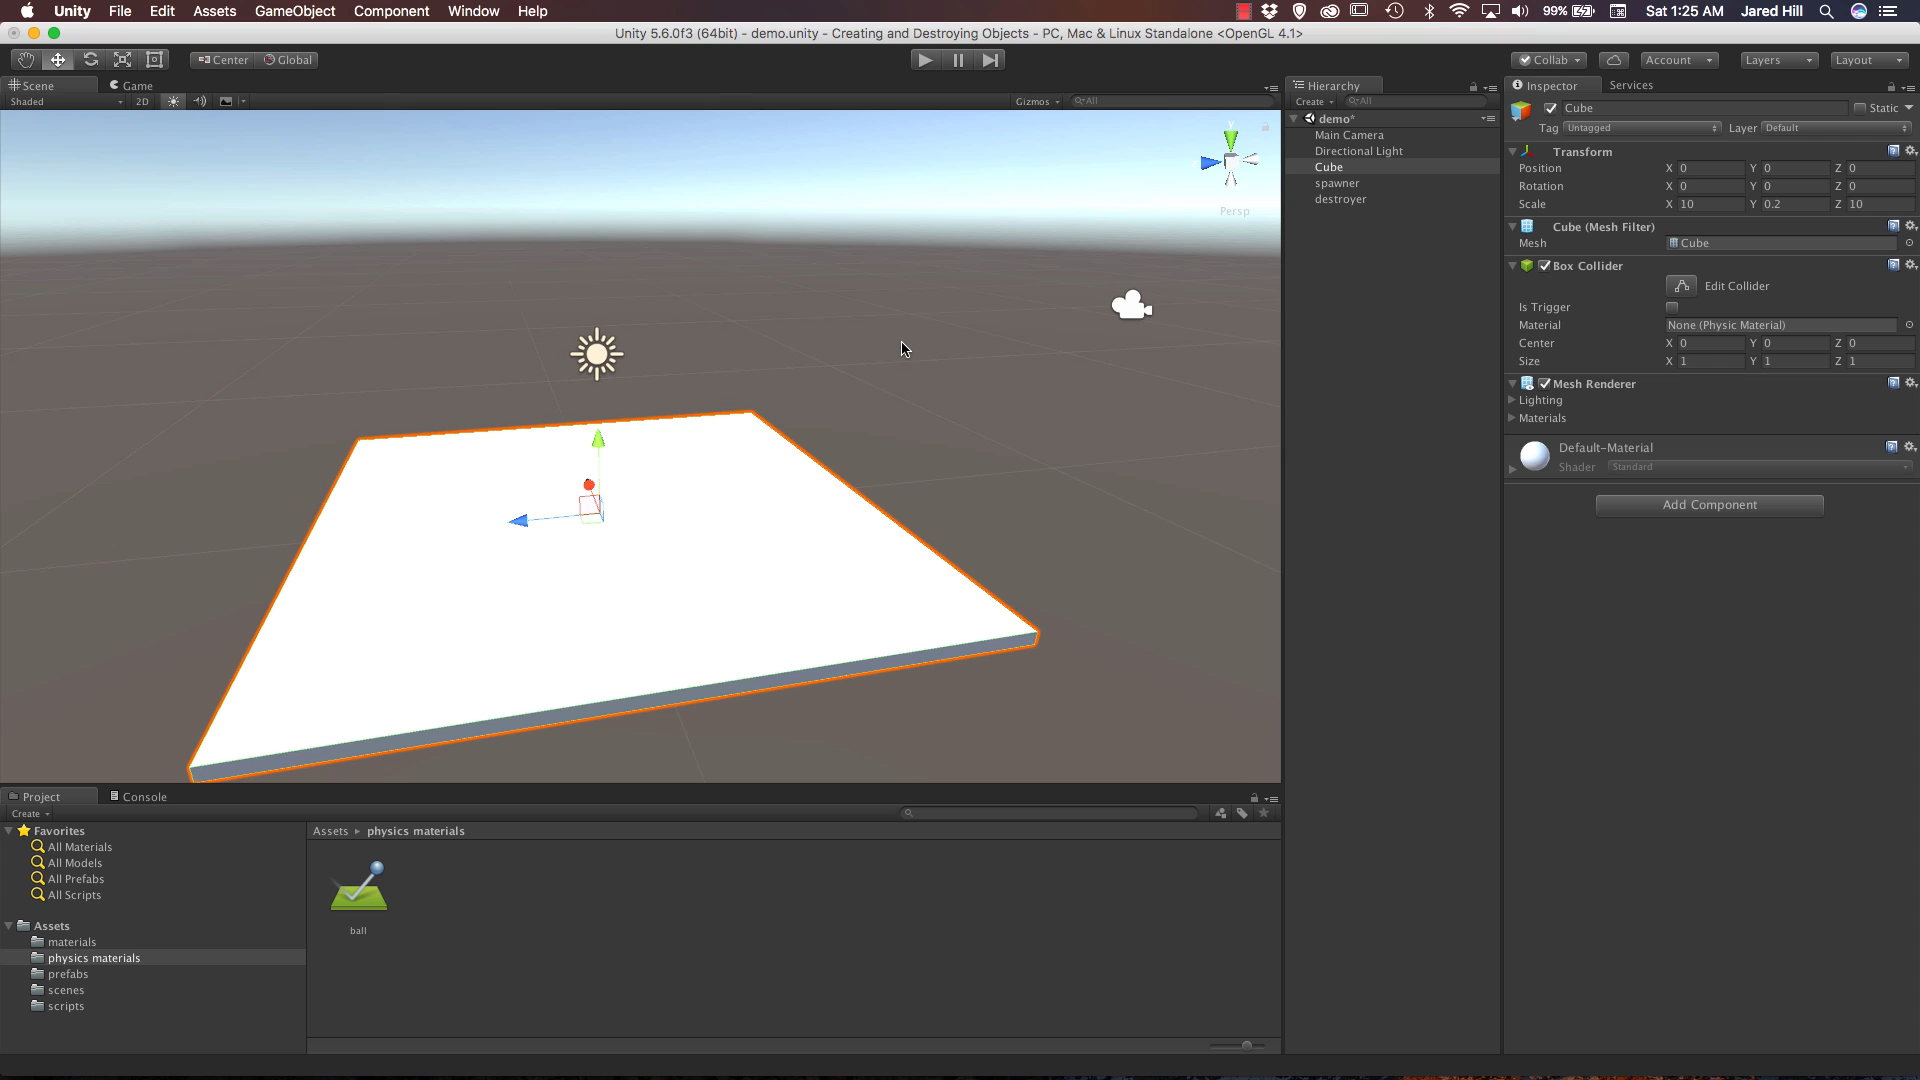 Unity File Edit Assets GameObject Component Window Help 99% Sat 1:25 AM Jared Hill
Unity 5.6.0f3 (64bit) - demo.unity - Creating and Destroying Objects - PC, Mac & Linux Standalone <OpenGL 4.1>
Center Global Collab Account Layers Layout
Scene Game
Shaded 2D Gizmos All
y
Persp
Hierarchy
Create All
demo*
Main Camera
Directional Light
Cube
spawner
destroyer
Inspector Services
Cube Static
Tag Untagged Layer Default
Transform
Position X 0 Y 0 Z 0
Rotation X 0 Y 0 Z 0
Scale X 10 Y 0.2 Z 10
Cube (Mesh Filter)
Mesh Cube
Box Collider
Edit Collider
Is Trigger
Material None (Physic Material)
Center X 0 Y 0 Z 0
Size X 1 Y 1 Z 1
Mesh Renderer
Lighting
Materials
Default-Material
Shader Standard
Add Component
Project Console
Create
Favorites
All Materials
All Models
All Prefabs
All Scripts
Assets
materials
physics materials
prefabs
scenes
scripts
Assets physics materials
ball